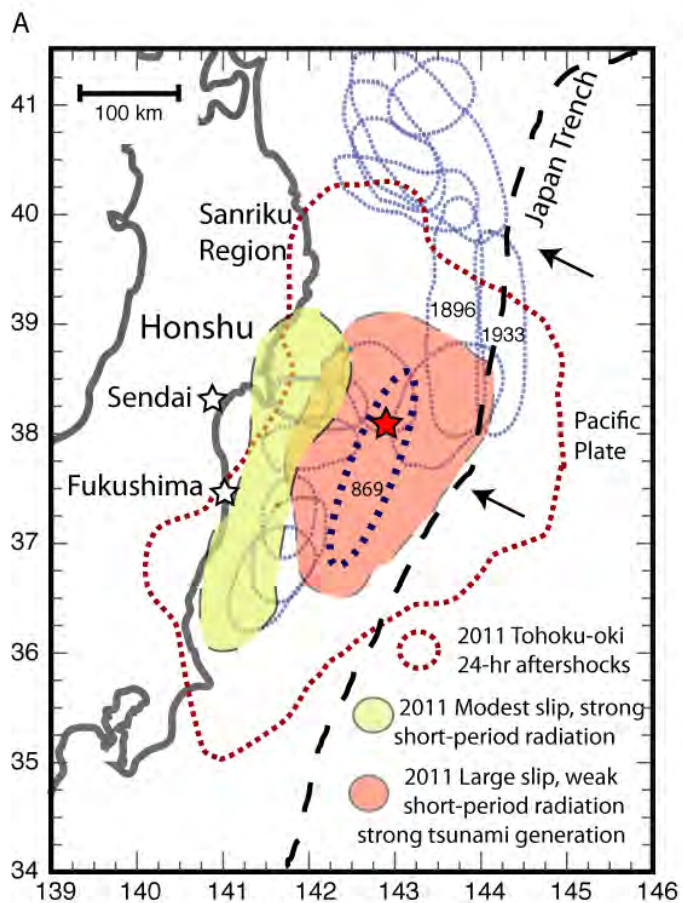 A
41
40
39
38
37
36
35
34
139
140
141
142
143
144
145
146
100 km
Japan Trench
Sanriku
Region
1896
1933
Honshu
Sendai
Pacific
Plate
Fukushima
869
2011 Tohoku-oki
24-hr aftershocks
2011 Modest slip, strong
short-period radiation
2011 Large slip, weak
short-period radiation
strong tsunami generation